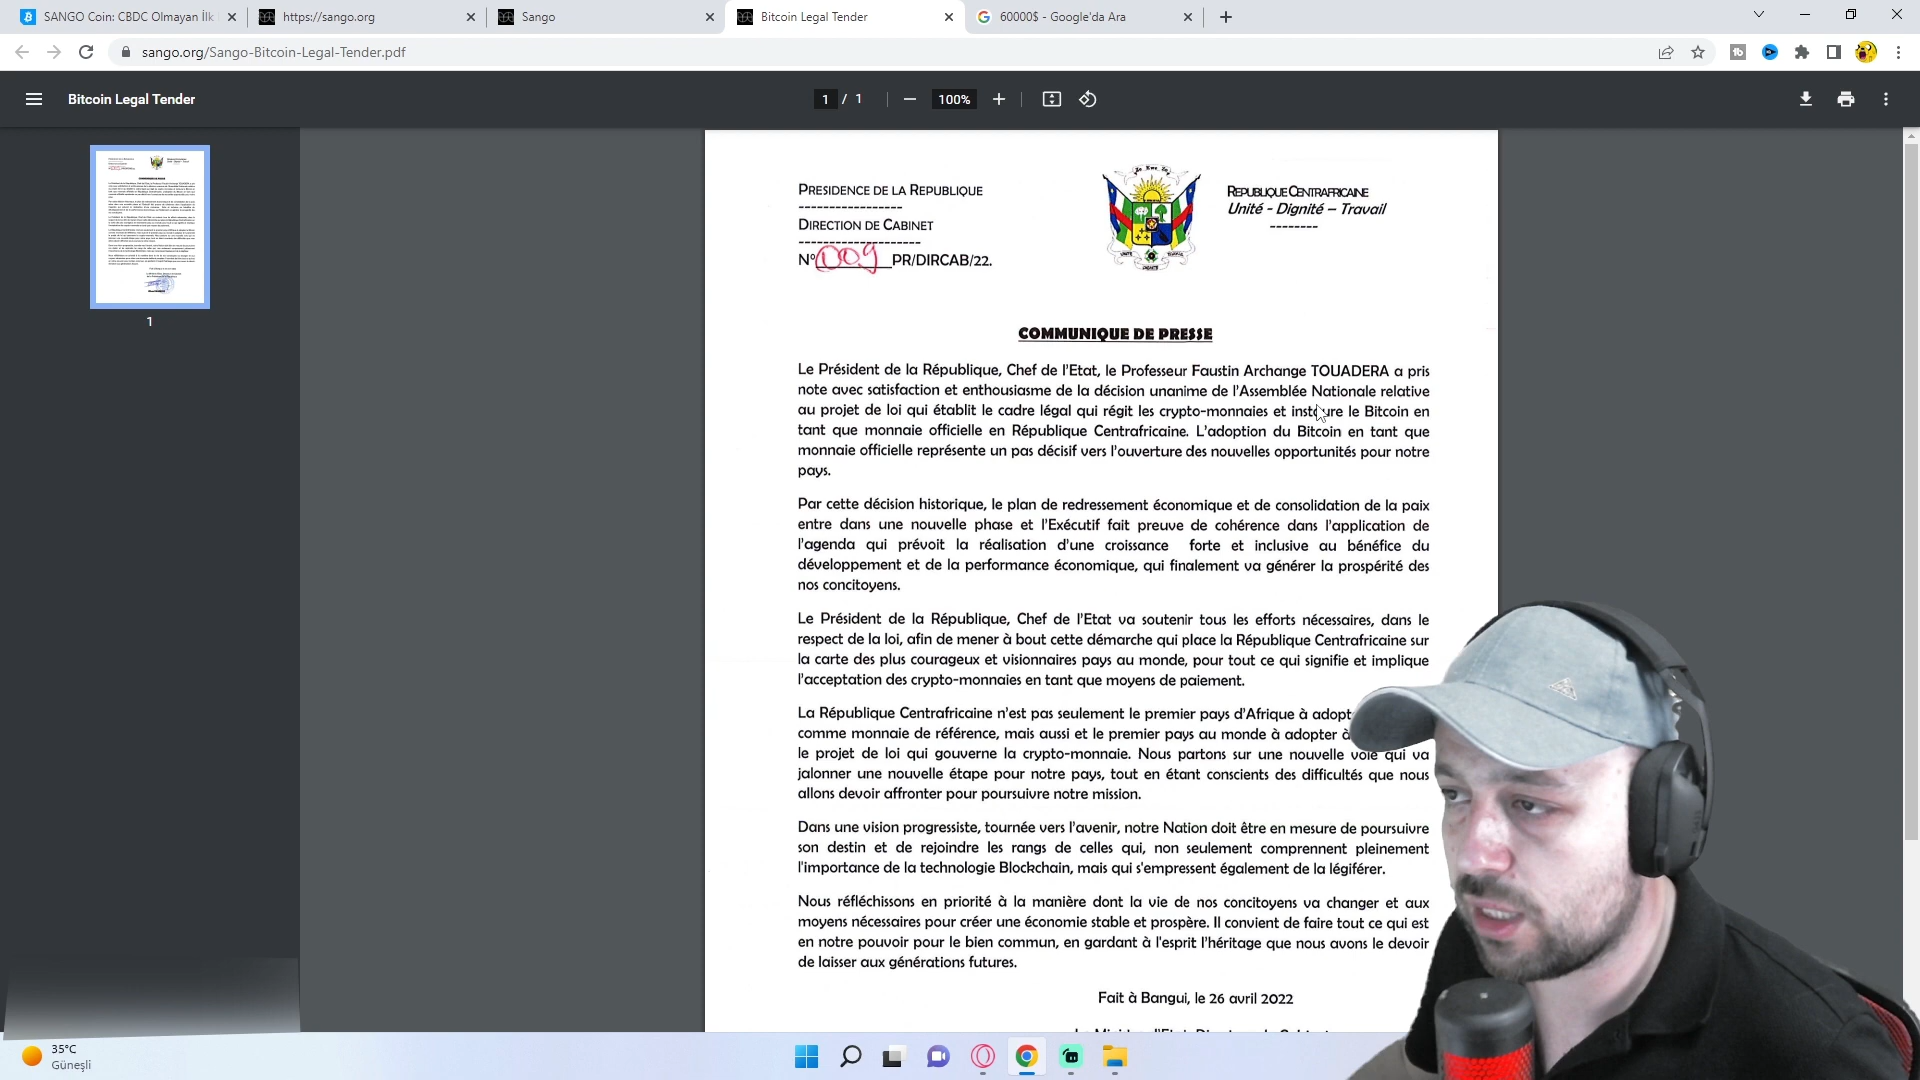 SANGO Coin: CBDC Olmayan İlk
https://sango.org
Sango
Bitcoin Legal Tender
60000$ - Google'da Ara
sango.org/Sango-Bitcoin-Legal-Tender.pdf
Bitcoin Legal Tender
1 / 1
100%
1
PRESIDENCE DE LA REPUBLIQUE
-----------------
DIRECTION DE CABINET
--------------------
N° 009 PR/DIRCAB/22.
REPUBLIQUE CENTRAFRICAINE
Unité - Dignité – Travail
--------
COMMUNIQUE DE PRESSE
Le Président de la République, Chef de l'Etat, le Professeur Faustin Archange TOUADERA a pris
note avec satisfaction et enthousiasme de la décision unanime de l'Assemblée Nationale relative
au projet de loi qui établit le cadre légal qui régit les crypto-monnaies et instaure le Bitcoin en
tant que monnaie officielle en République Centrafricaine. L'adoption du Bitcoin en tant que
monnaie officielle représente un pas décisif vers l'ouverture des nouvelles opportunités pour notre
pays.
Par cette décision historique, le plan de redressement économique et de consolidation de la paix
entre dans une nouvelle phase et l'Exécutif fait preuve de cohérence dans l'application de
l'agenda qui prévoit la réalisation d'une croissance forte et inclusive au bénéfice du
développement et de la performance économique, qui finalement va générer la prospérité des
nos concitoyens.
Le Président de la République, Chef de l'Etat va soutenir tous les efforts nécessaires, dans le
respect de la loi, afin de mener à bout cette démarche qui place la République Centrafricaine sur
la carte des plus courageux et visionnaires pays au monde, pour tout ce qui signifie et implique
l'acceptation des crypto-monnaies en tant que moyens de paiement.
La République Centrafricaine n'est pas seulement le premier pays d'Afrique à adopt
comme monnaie de référence, mais aussi et le premier pays au monde à adopter à
le projet de loi qui gouverne la crypto-monnaie. Nous partons sur une nouvelle voie qui va
jalonner une nouvelle étape pour notre pays, tout en étant conscients des difficultés que nous
allons devoir affronter pour poursuivre notre mission.
Dans une vision progressiste, tournée vers l'avenir, notre Nation doit être en mesure de poursuivre
son destin et de rejoindre les rangs de celles qui, non seulement comprennent pleinement
l'importance de la technologie Blockchain, mais qui s'empressent également de la légiférer.
Nous réfléchissons en priorité à la manière dont la vie de nos concitoyens va changer et aux
moyens nécessaires pour créer une économie stable et prospère. Il convient de faire tout ce qui est
en notre pouvoir pour le bien commun, en gardant à l'esprit l'héritage que nous avons le devoir
de laisser aux générations futures.
Fait à Bangui, le 26 avril 2022
35°C
Güneşli